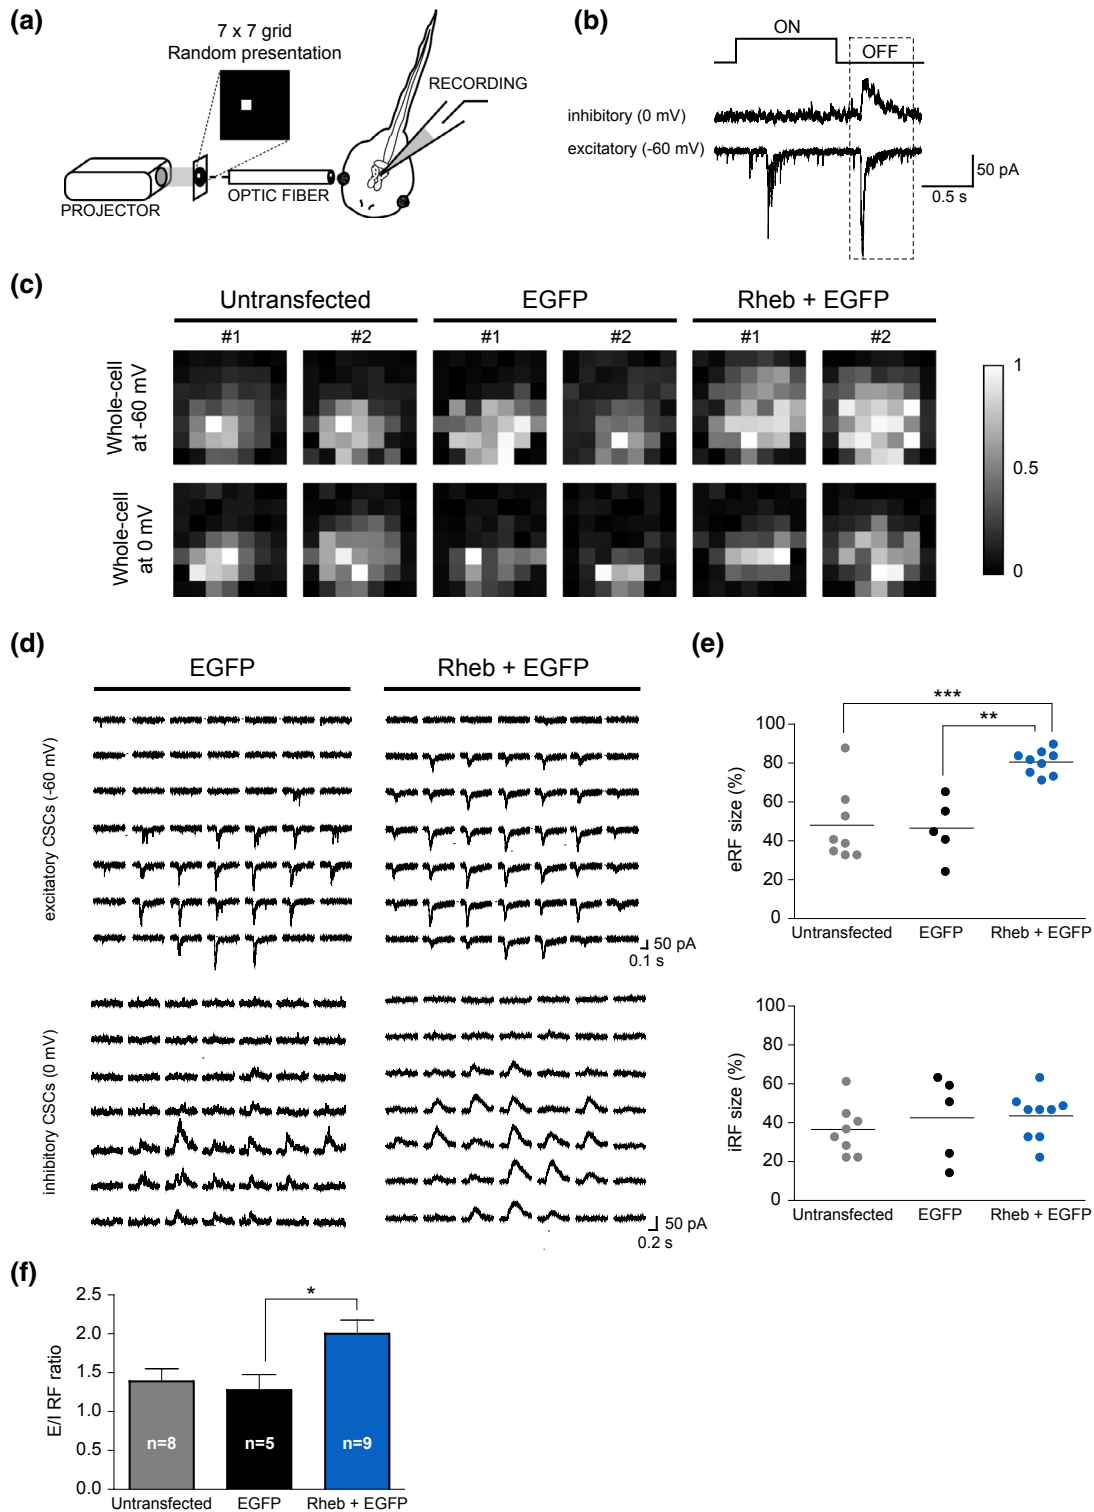 (a)
7 x 7 grid
Random presentation
RECORDING
PROJECTOR
OPTIC FIBER
(b)
ON
OFF
inhibitory (0 mV)
excitatory (-60 mV)
50 pA
0.5 s
(c)
Untransfected
EGFP
Rheb + EGFP
#1
#2
#1
#2
#1
#2
Whole-cell
at -60 mV
Whole-cell
at 0 mV
1
0.5
0
(d)
EGFP
Rheb + EGFP
excitatory CSCs (-60 mV)
50 pA
0.1 s
inhibitory CSCs (0 mV)
50 pA
0.2 s
(e)
***
**
eRF size (%)
100
80
60
40
20
0
Untransfected
EGFP
Rheb + EGFP
iRF size (%)
100
80
60
40
20
0
Untransfected
EGFP
Rheb + EGFP
(f)
E/I RF ratio
2.5
2.0
1.5
1.0
0.5
0.0
*
n=8
n=5
n=9
Untransfected
EGFP
Rheb + EGFP